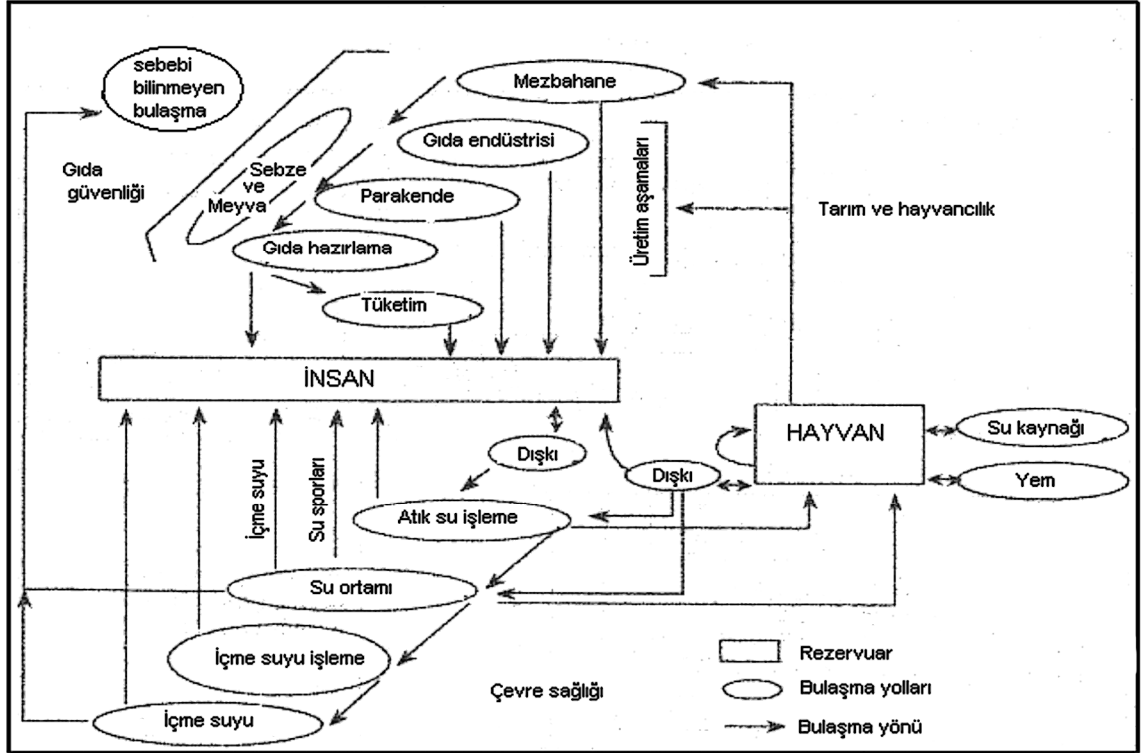 sebebi
bilinmeyen
bulaşma
Mezbahane
Gıda endüstrisi
Gıda
güvenliği
Sebze
ve
Meyva
Parakende
Üretim aşamaları
Tarım ve hayvancılık
Gıda hazırlama
Tüketim
İNSAN
HAYVAN
Su kaynağı
Yem
Dışkı
Dışkı
İçme suyu
Su sporları
Atık su işleme
Su ortamı
İçme suyu işleme
İçme suyu
Çevre sağlığı
Rezervuar
Bulaşma yolları
Bulaşma yönü